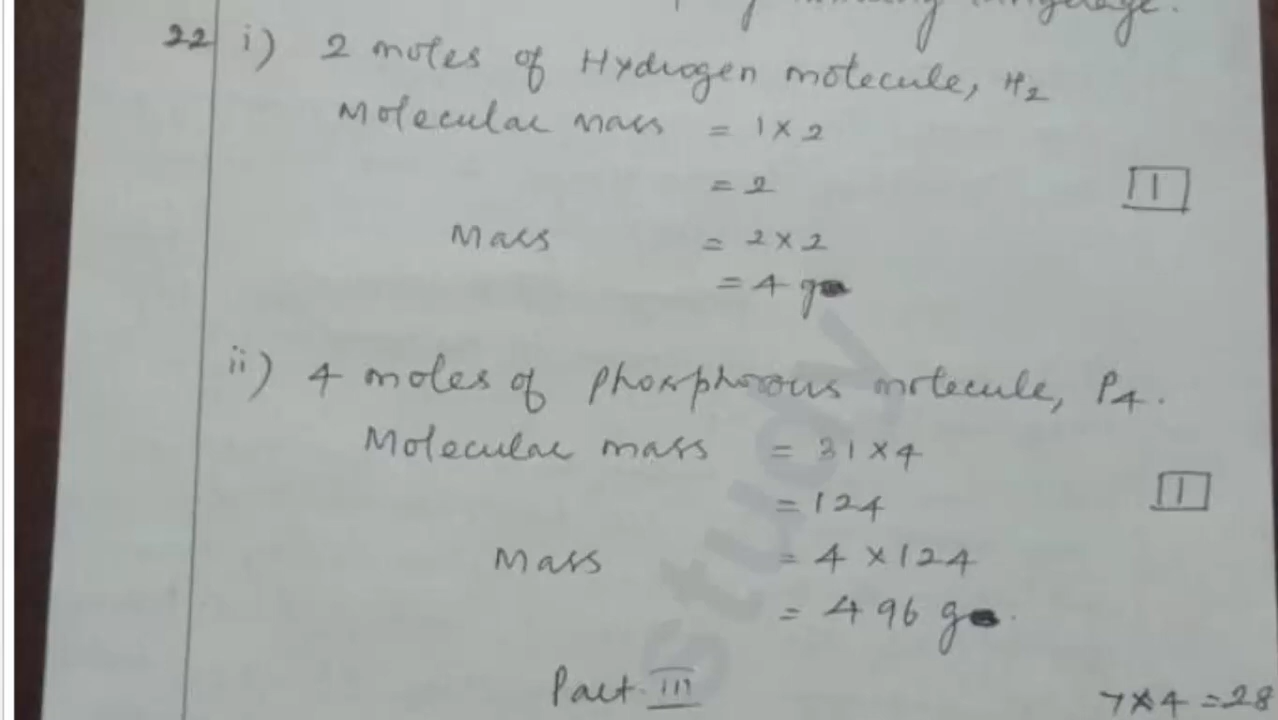 language.
22 i) 2 moles of Hydrogen molecule, H2
Molecular mass = 1 x 2
= 2
1
Mass = 2 x 2
= 4 g
ii) 4 moles of phosphorous molecule, P4.
Molecular mass = 31 x 4
= 124
1
Mass = 4 x 124
= 496 g.
study
Part III
7 x 4 = 28